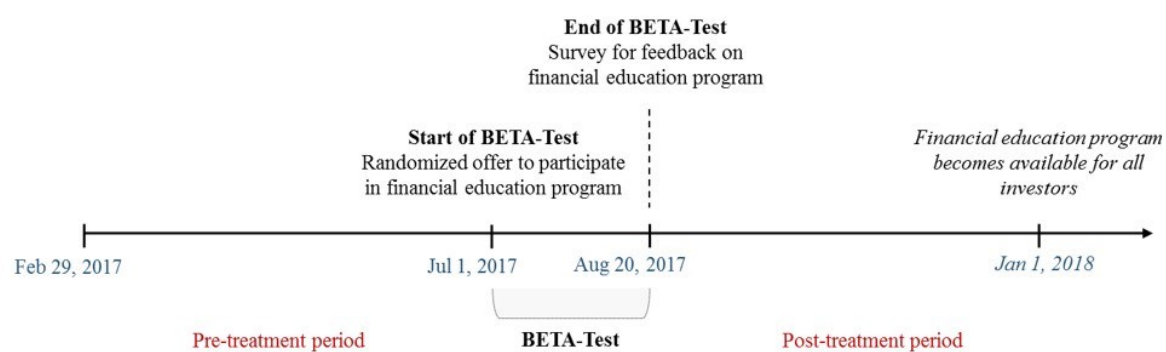 End of BETA-Test
Survey for feedback on
financial education program
Start of BETA-Test
Randomized offer to participate
in financial education program
Financial education program
becomes available for all
investors
Feb 29, 2017
Jul 1, 2017
Aug 20, 2017
Jan 1, 2018
Pre-treatment period
BETA-Test
Post-treatment period